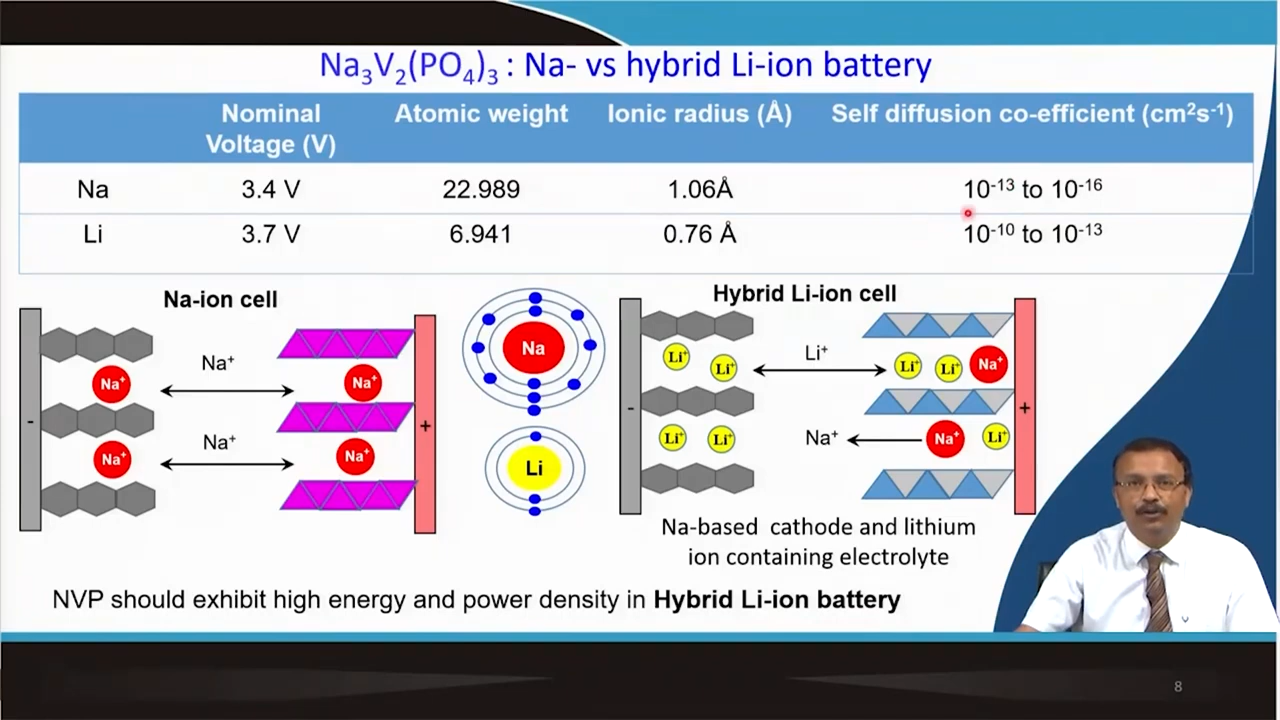 Na₃V₂(PO₄)₃ : Na- vs hybrid Li-ion battery
Nominal Voltage (V) Atomic weight Ionic radius (Å) Self diffusion co-efficient (cm²s⁻¹)
Na 3.4 V 22.989 1.06Å 10⁻¹³ to 10⁻¹⁶
Li 3.7 V 6.941 0.76 Å 10⁻¹⁰ to 10⁻¹³
Na-ion cell
-
Na⁺
Na⁺
Na⁺
Na⁺
Na⁺
Na⁺
+
Na
Li
Hybrid Li-ion cell
-
Li⁺
Li⁺
Li⁺
Li⁺
Li⁺
Na⁺
Li⁺
Li⁺
Na⁺
Na⁺
Li⁺
+
Na-based cathode and lithium
ion containing electrolyte
NVP should exhibit high energy and power density in Hybrid Li-ion battery
8